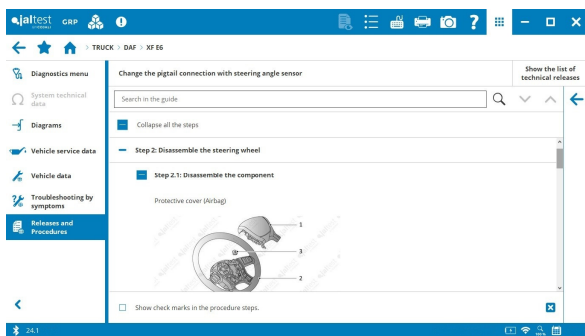 jaltest GRP
by COJALI
> TRUCK > DAF > XF E6
Diagnostics menu
System technical
data
Diagrams
Vehicle service data
Vehicle data
Troubleshooting by
symptoms
Releases and
Procedures
Change the pigtail connection with steering angle sensor
Show the list of
technical releases
Search in the guide
Collapse all the steps
Step 2: Disassemble the steering wheel
Step 2.1: Disassemble the component
Protective cover (Airbag)
1
3
2
Show check marks in the procedure steps.
24.1
100 %